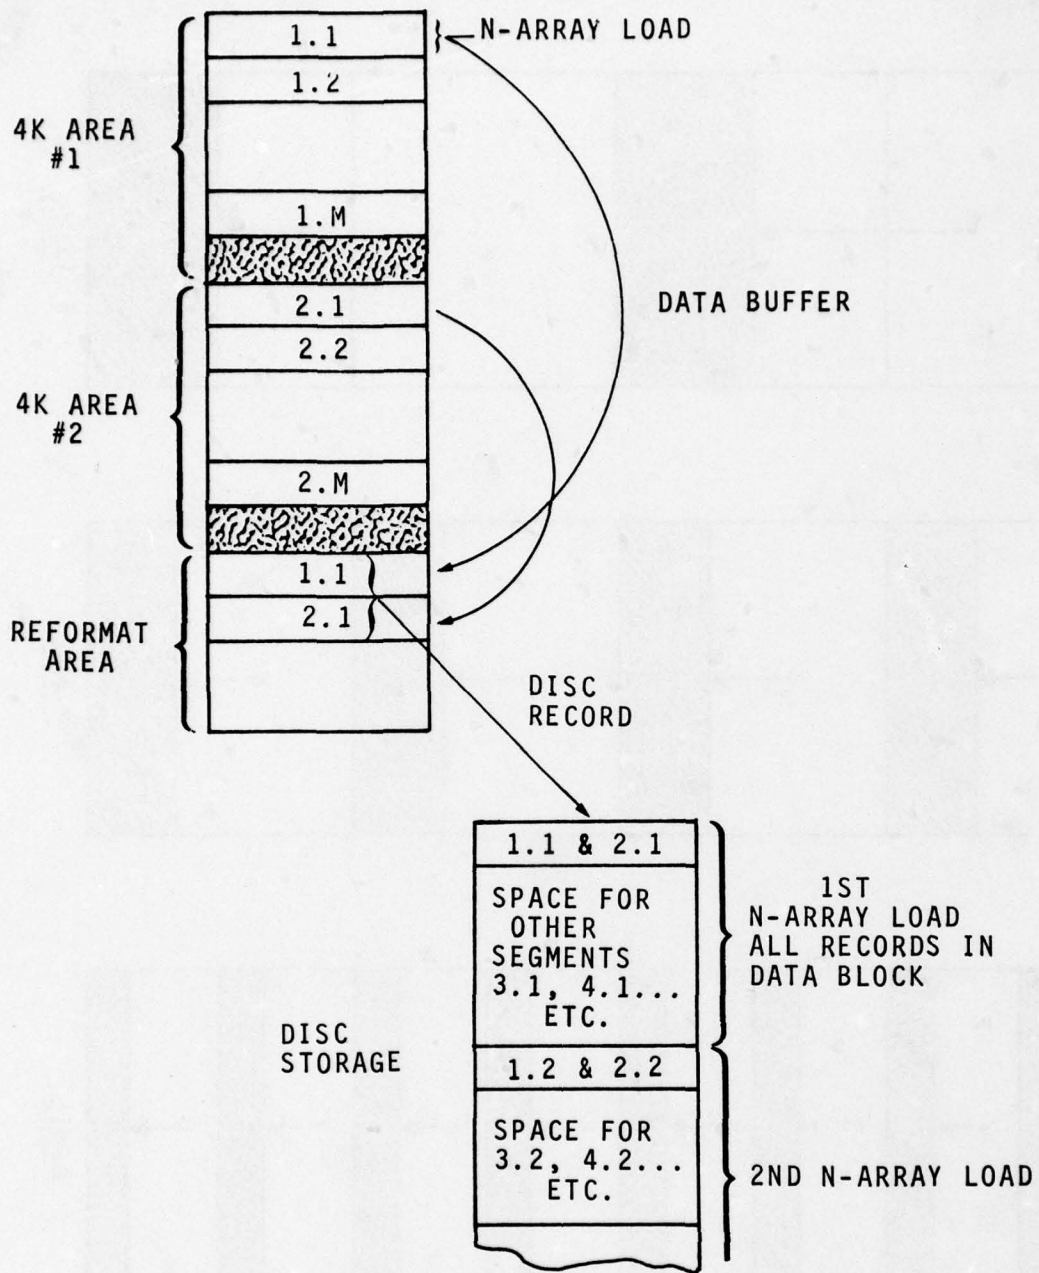 1.1
N-ARRAY LOAD
1.2
4K AREA
#1
1.M
2.1
DATA BUFFER
2.2
4K AREA
#2
2.M
1.1
2.1
REFORMAT
AREA
DISC
RECORD
1.1 & 2.1
SPACE FOR
OTHER
SEGMENTS
3.1, 4.1...
ETC.
1ST
N-ARRAY LOAD
ALL RECORDS IN
DATA BLOCK
DISC
STORAGE
1.2 & 2.2
SPACE FOR
3.2, 4.2...
ETC.
2ND N-ARRAY LOAD